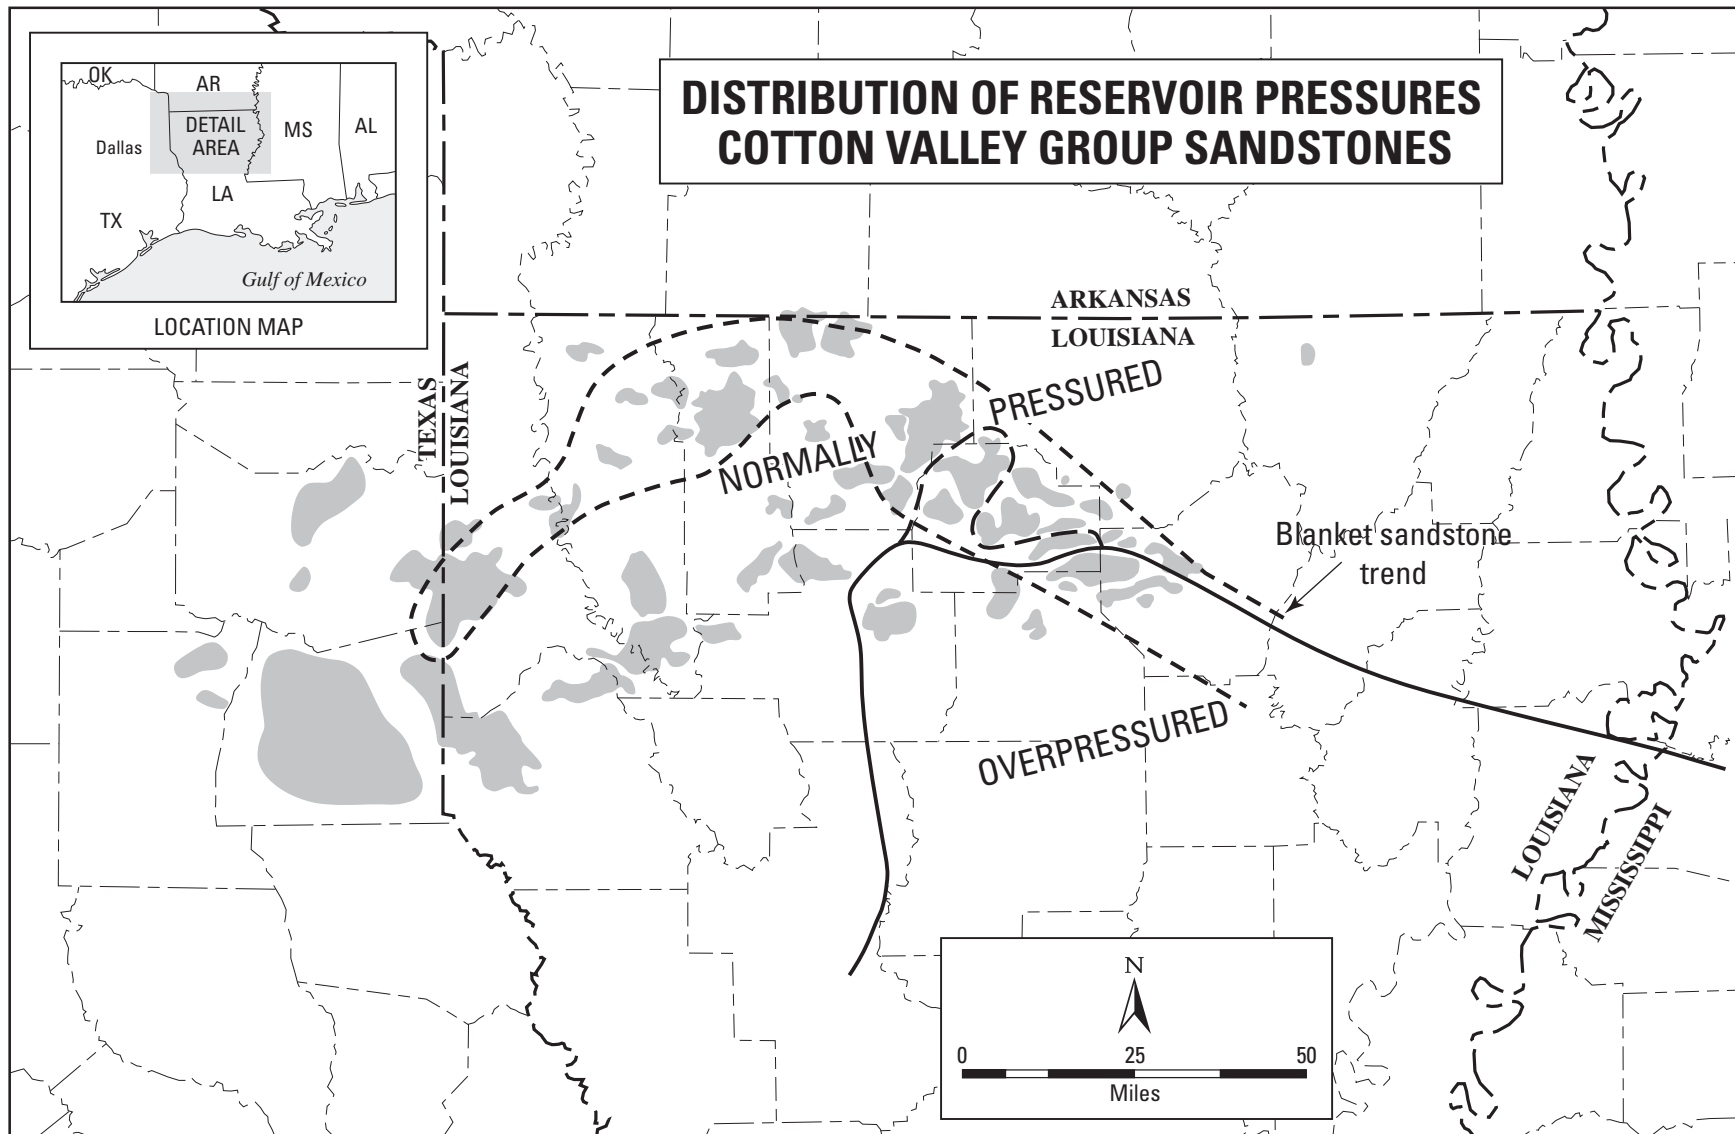 DISTRIBUTION OF RESERVOIR PRESSURES
COTTON VALLEY GROUP SANDSTONES
OK
AR
DETAIL
AREA
MS
AL
Dallas
LA
TX
Gulf of Mexico
LOCATION MAP
ARKANSAS
LOUISIANA
TEXAS
LOUISIANA
NORMALLY
PRESSURED
Blanket sandstone
trend
OVERPRESSURED
LOUISIANA
MISSISSIPPI
N
0
25
50
Miles